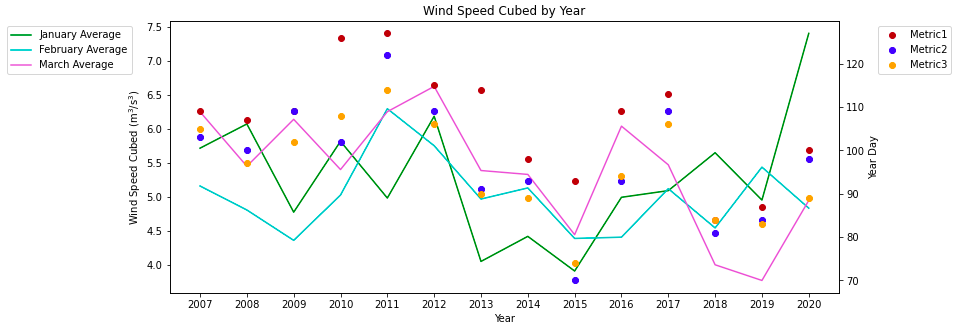 Wind Speed Cubed by Year
January Average
February Average
March Average
Metric1
Metric2
Metric3
7.5
7.0
6.5
6.0
5.5
5.0
4.5
4.0
Wind Speed Cubed (m³/s³)
120
110
100
90
80
70
Year Day
2007 2008 2009 2010 2011 2012 2013 2014 2015 2016 2017 2018 2019 2020
Year